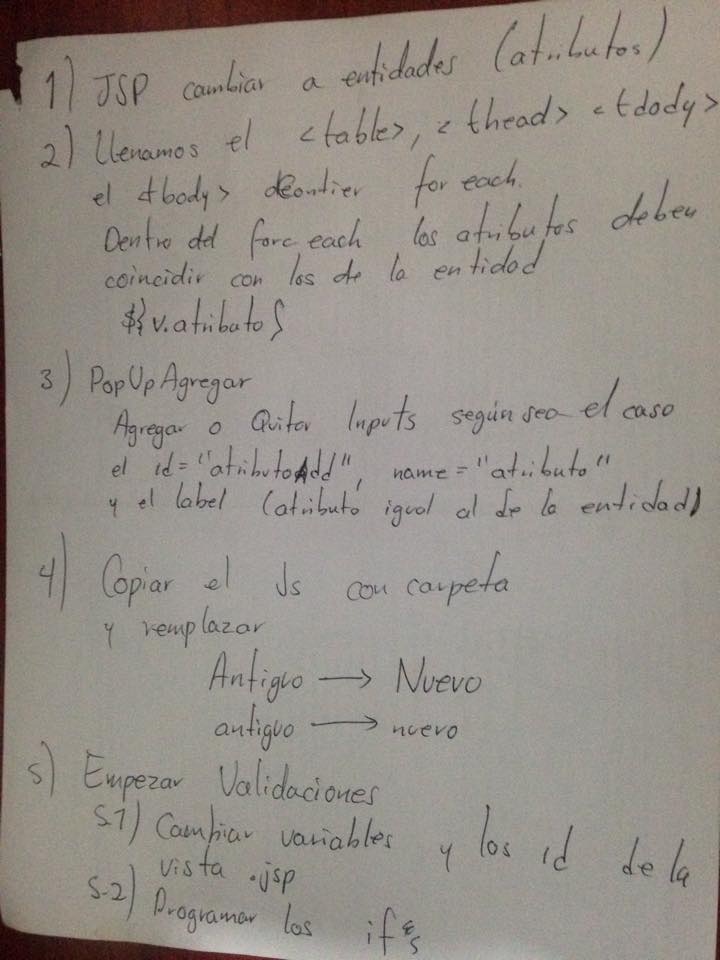 1) JSP cambiar a entidades (atributos)
2) Llenamos el <table>, <thead> <tdody>
el <tbody> deontier for each.
Dentro del forc each los atributos deben
coincidir con los de la entidad
${v.atributo}
3) PopUpAgregar
Agregar o Quitar Inputs según sea el caso
el id="atributoAdd", name="atributo"
y el label (atributo igual al de la entidad)
4) Copiar el Js con carpeta
y remplazar
Antiguo → Nuevo
antiguo → nuevo
5) Empezar Validaciones
5.1) Cambiar variables y los id de la
vista .jsp
5-2) Programar los if s